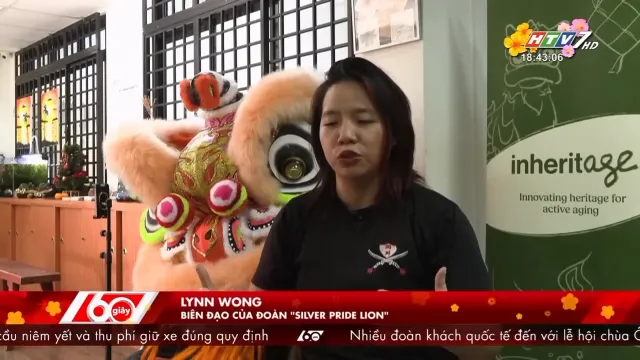 HTV7 HD
18:43.06
inheritage
Innovating heritage for
active aging
60 giây
LYNN WONG
BIÊN ĐẠO CỦA ĐOÀN "SILVER PRIDE LION"
cầu niêm yết và thu phí giữ xe đúng quy định 60giây Nhiều đoàn khách quốc tế đến với lễ hội chùa